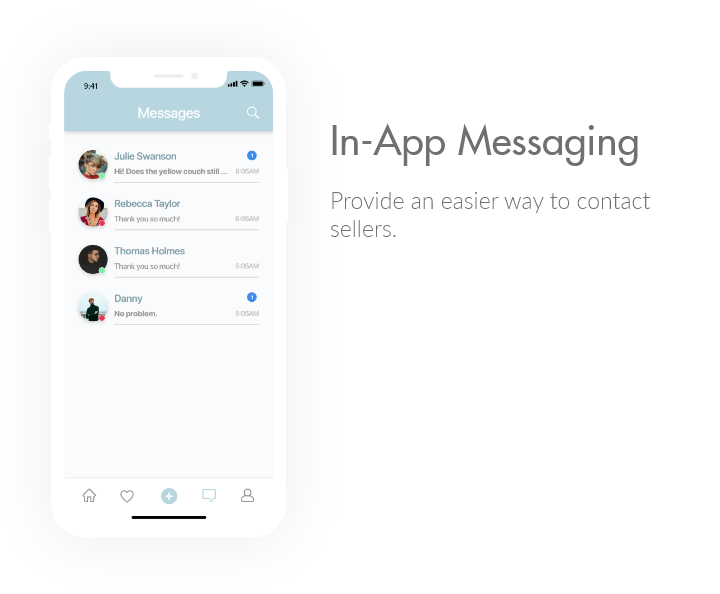 9:41
Messages
Julie Swanson
1
Hi! Does the yellow couch still ...
8:05AM
Rebecca Taylor
Thank you so much!
6:05AM
Thomas Holmes
Thank you so much!
5:05AM
Danny
1
No problem.
5:05AM
In-App Messaging
Provide an easier way to contact
sellers.